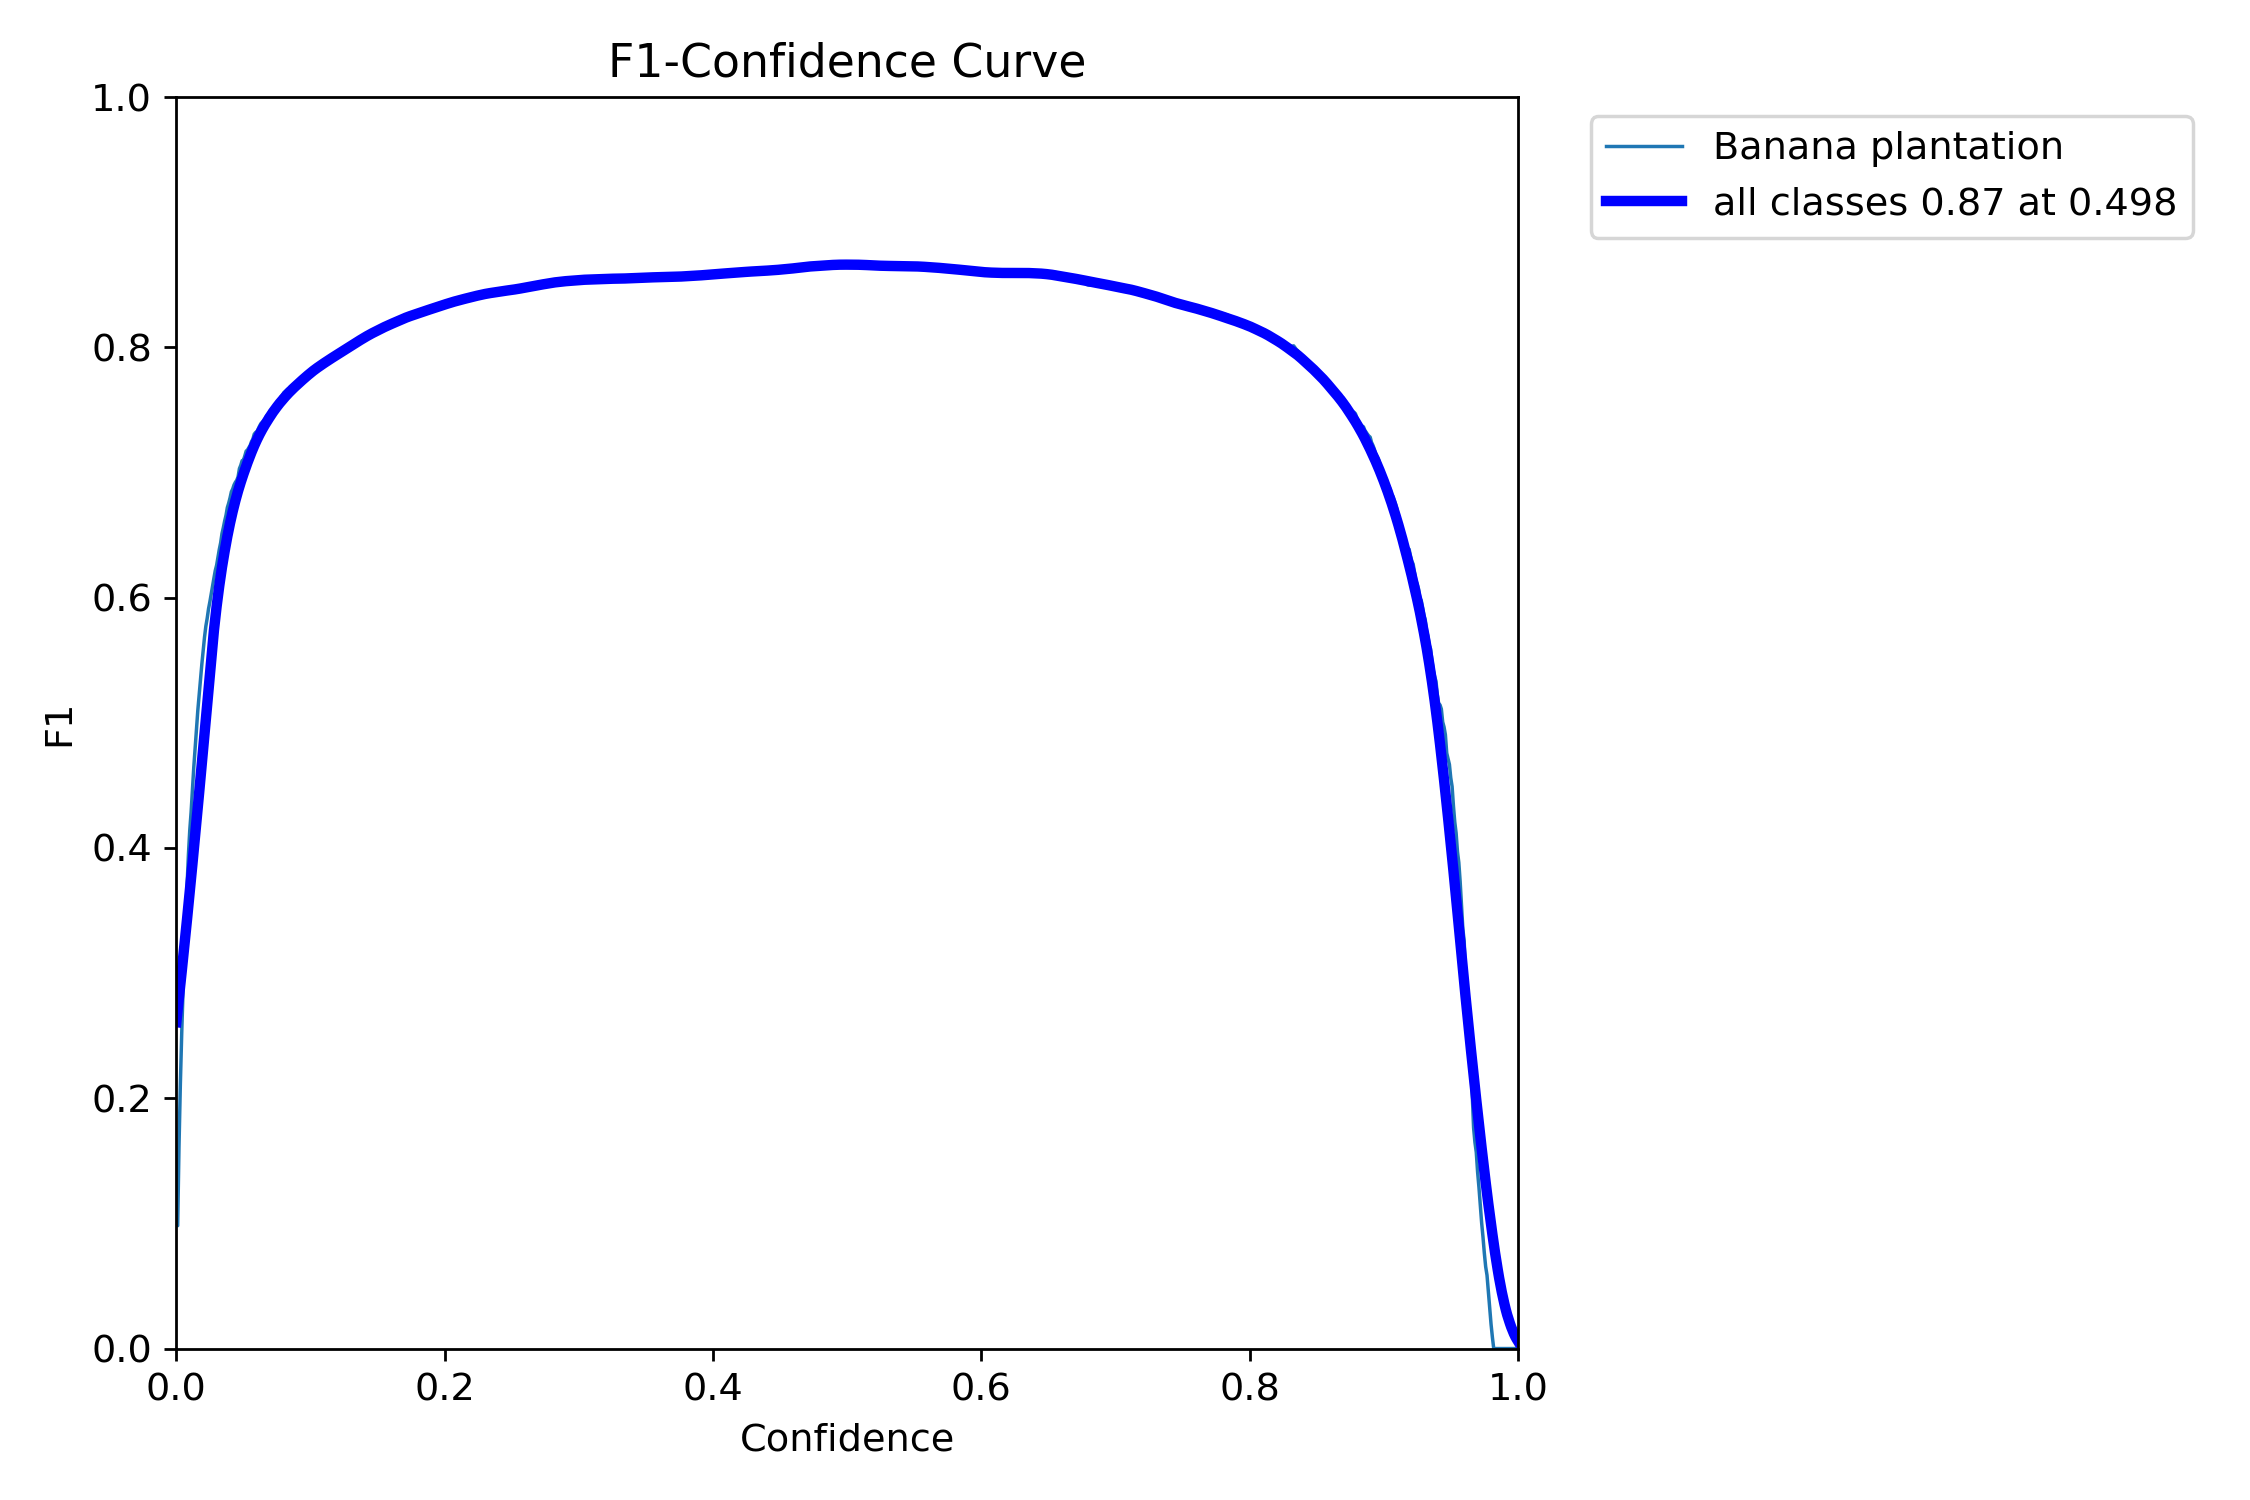 F1-Confidence Curve
Banana plantation
all classes 0.87 at 0.498
1.0
0.8
0.6
0.4
0.2
0.0
F1
0.0 0.2 0.4 0.6 0.8 1.0
Confidence